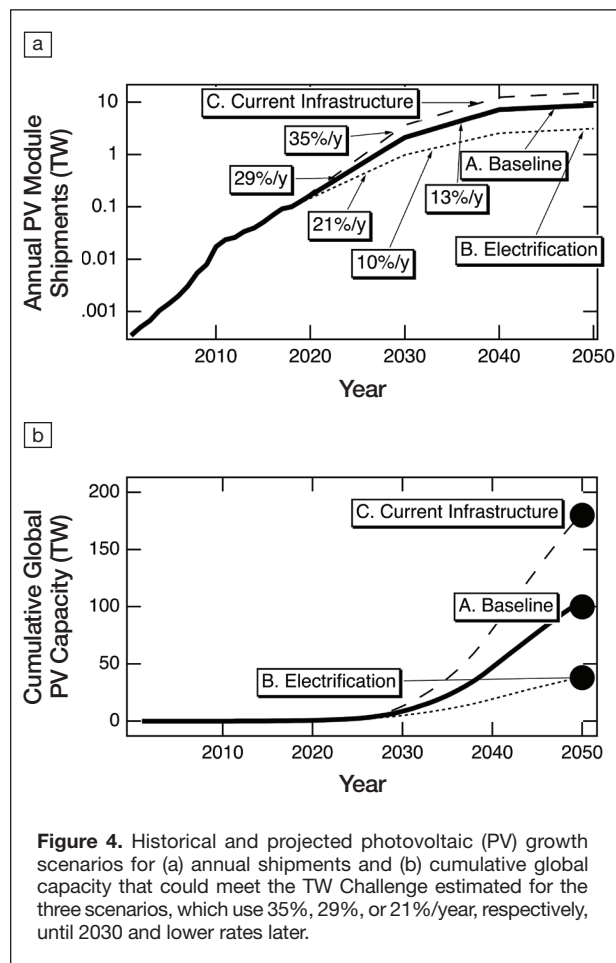 a
Annual PV Module
Shipments (TW)
10
1
0.1
0.01
.001
C. Current Infrastructure
35%/y
A. Baseline
29%/y
13%/y
21%/y
B. Electrification
10%/y
2010
2020
2030
2040
2050
Year
b
Cumulative Global
PV Capacity (TW)
200
150
100
50
0
C. Current Infrastructure
A. Baseline
B. Electrification
2010
2020
2030
2040
2050
Year
Figure 4. Historical and projected photovoltaic (PV) growth
scenarios for (a) annual shipments and (b) cumulative global
capacity that could meet the TW Challenge estimated for the
three scenarios, which use 35%, 29%, or 21%/year, respectively,
until 2030 and lower rates later.